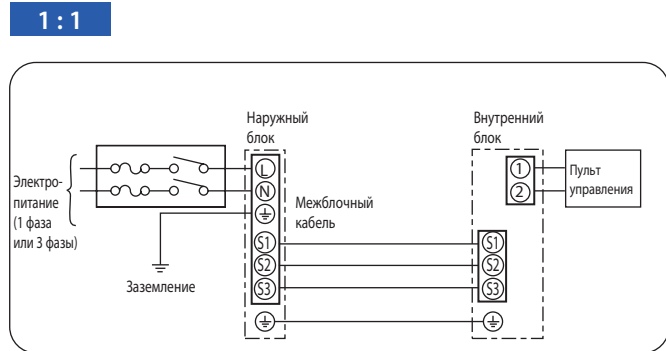 1 : 1
Наружный
блок
Внутренний
блок
Электро-
питание
(1 фаза
или 3 фазы)
L
N
Межблочный
кабель
1
2
Пульт
управления
S1
S2
S3
S1
S2
S3
Заземление